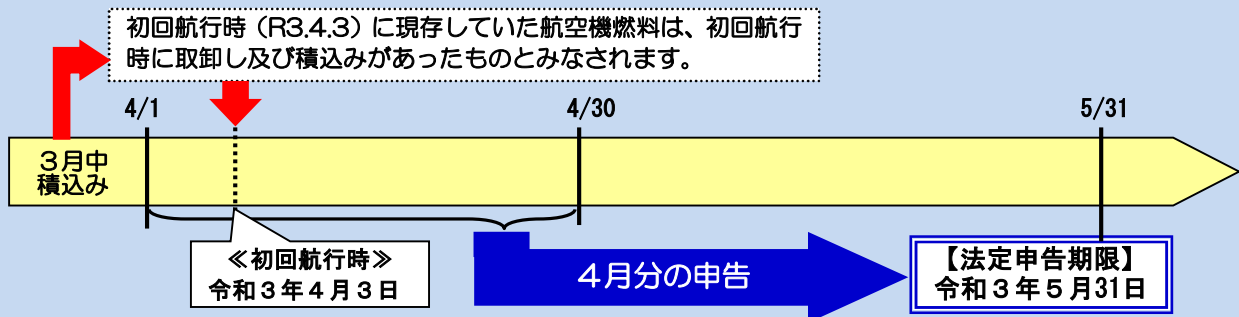 初回航行時（R3.4.3）に現存していた航空機燃料は、初回航行
時に取卸し及び積込みがあったものとみなされます。
4/1
4/30
5/31
３月中
積込み
≪初回航行時≫
令和３年４月３日
４月分の申告
【法定申告期限】
令和３年５月31日